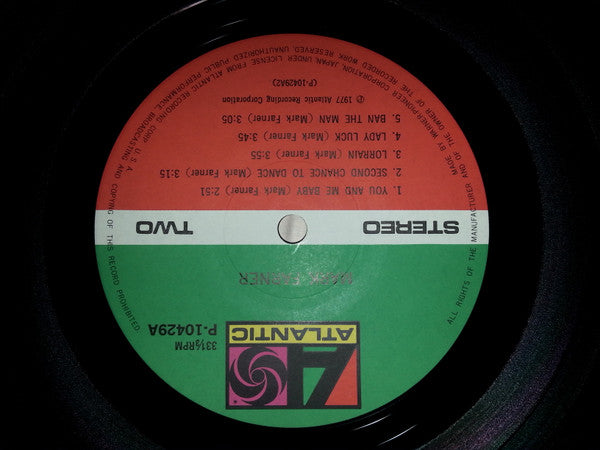 ATLANTIC
33⅓RPM
P-10429A
MARK FARNER
STEREO
TWO
1. YOU AND ME BABY (Mark Farner) 2:51
2. SECOND CHANCE TO DANCE (Mark Farner) 3:15
3. LORRAIN (Mark Farner) 3:55
4. LADY LUCK (Mark Farner) 3:45
5. BAN THE MAN (Mark Farner) 3:05
Ⓟ 1977 Atlantic Recording Corporation
(P-10429A2)
MADE BY WARNER-PIONEER CORPORATION, JAPAN UNDER LICENSE FROM ATLANTIC RECORDING CORP. U.S.A.
ALL RIGHTS OF THE MANUFACTURER AND OF THE OWNER OF THE RECORDED WORK RESERVED. UNAUTHORIZED PUBLIC PERFORMANCE, BROADCASTING AND COPYING OF THIS RECORD PROHIBITED.